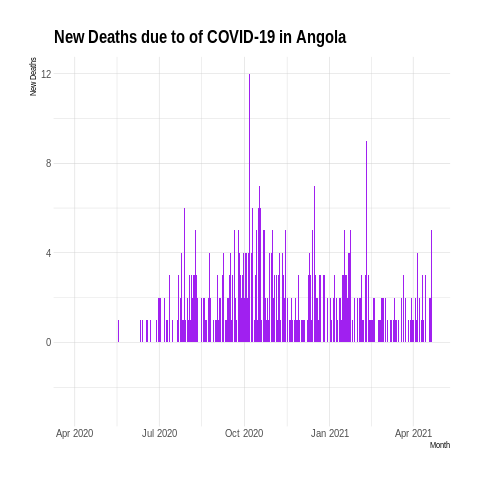 New Deaths due to of COVID-19 in Angola
New Deaths
12
8
4
0
Apr 2020 Jul 2020 Oct 2020 Jan 2021 Apr 2021
Month